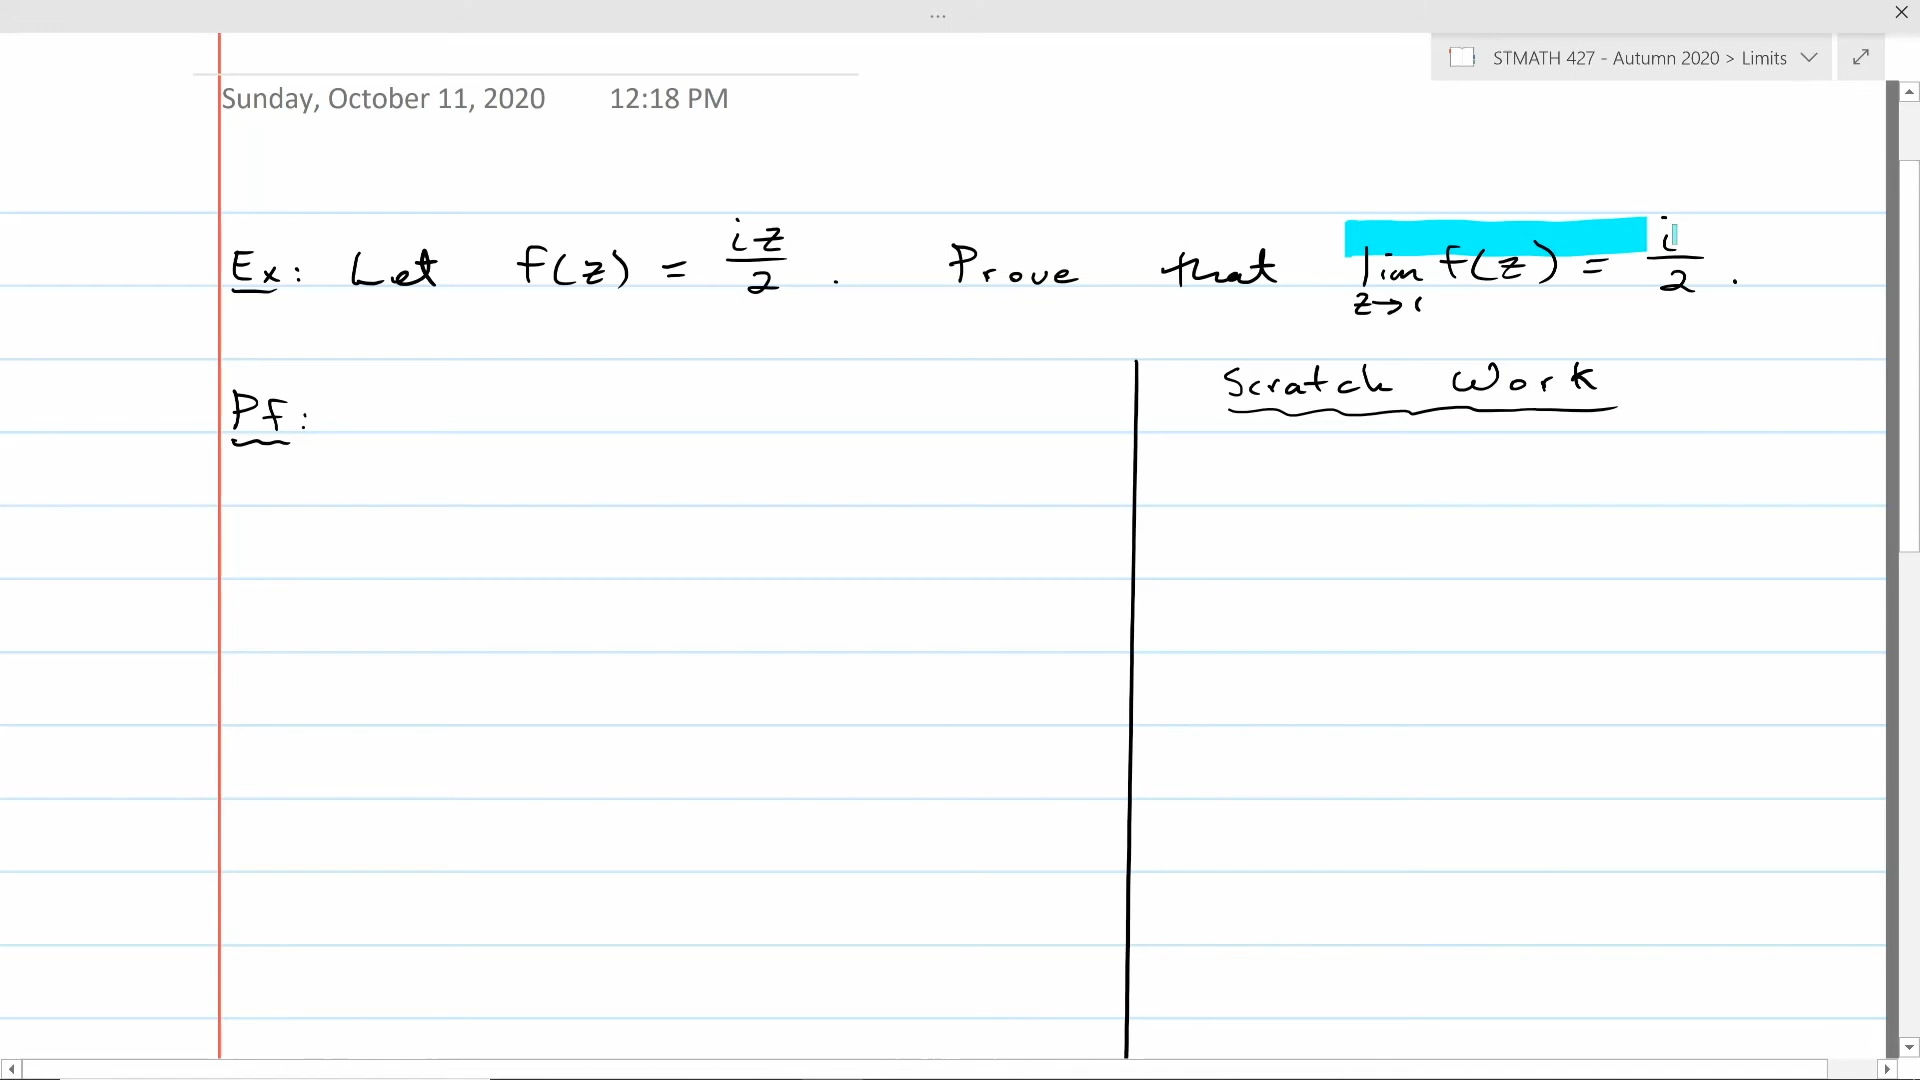 ...
STMATH 427 - Autumn 2020 > Limits
Sunday, October 11, 2020 12:18 PM
Ex: Let f(z) = iz/2 . Prove that lim z→1 f(z) = i/2 .
Pf:
Scratch Work